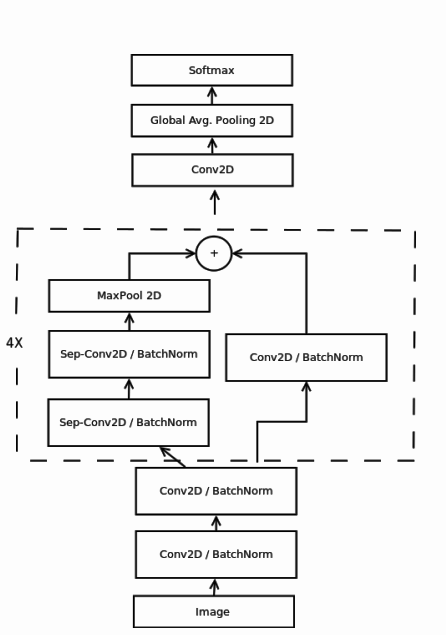 Softmax
Global Avg. Pooling 2D
Conv2D
+
MaxPool 2D
4X
Sep-Conv2D / BatchNorm
Conv2D / BatchNorm
Sep-Conv2D / BatchNorm
Conv2D / BatchNorm
Conv2D / BatchNorm
Image